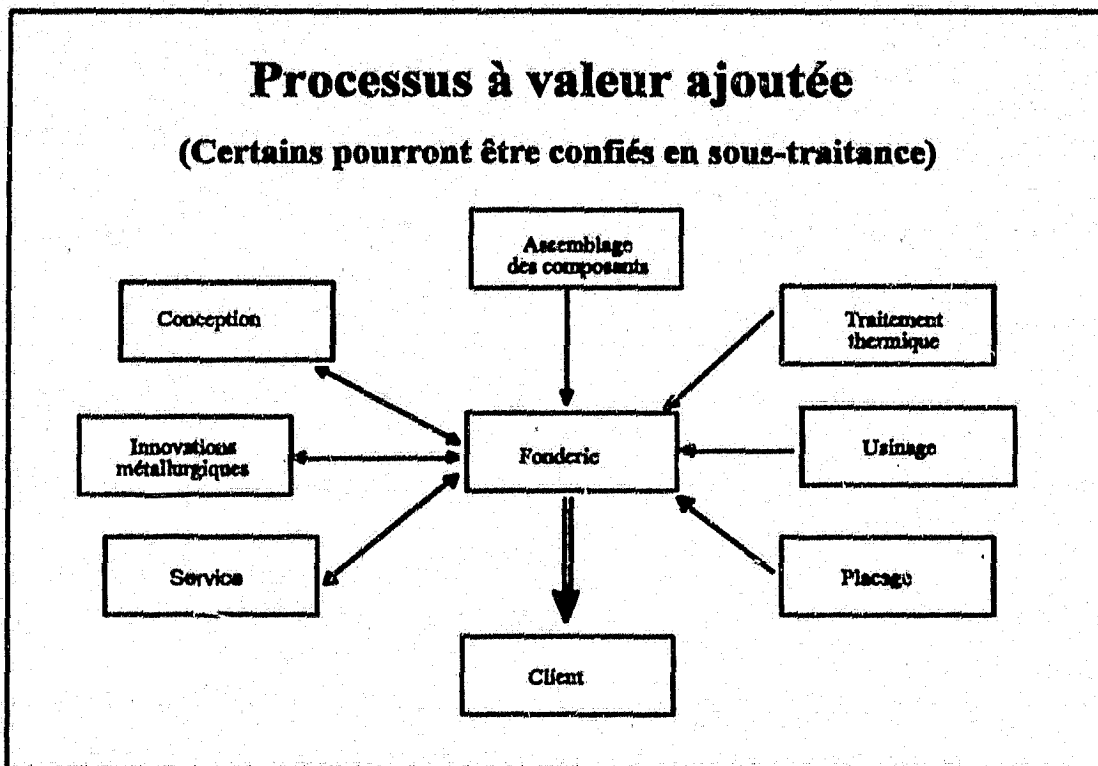 Processus à valeur ajoutée
(Certains pourront être confiés en sous-traitance)
Assemblage
des composants
Conception
Traitement
thermique
Innovations
métallurgiques
Fonderie
Usinage
Service
Placage
Client